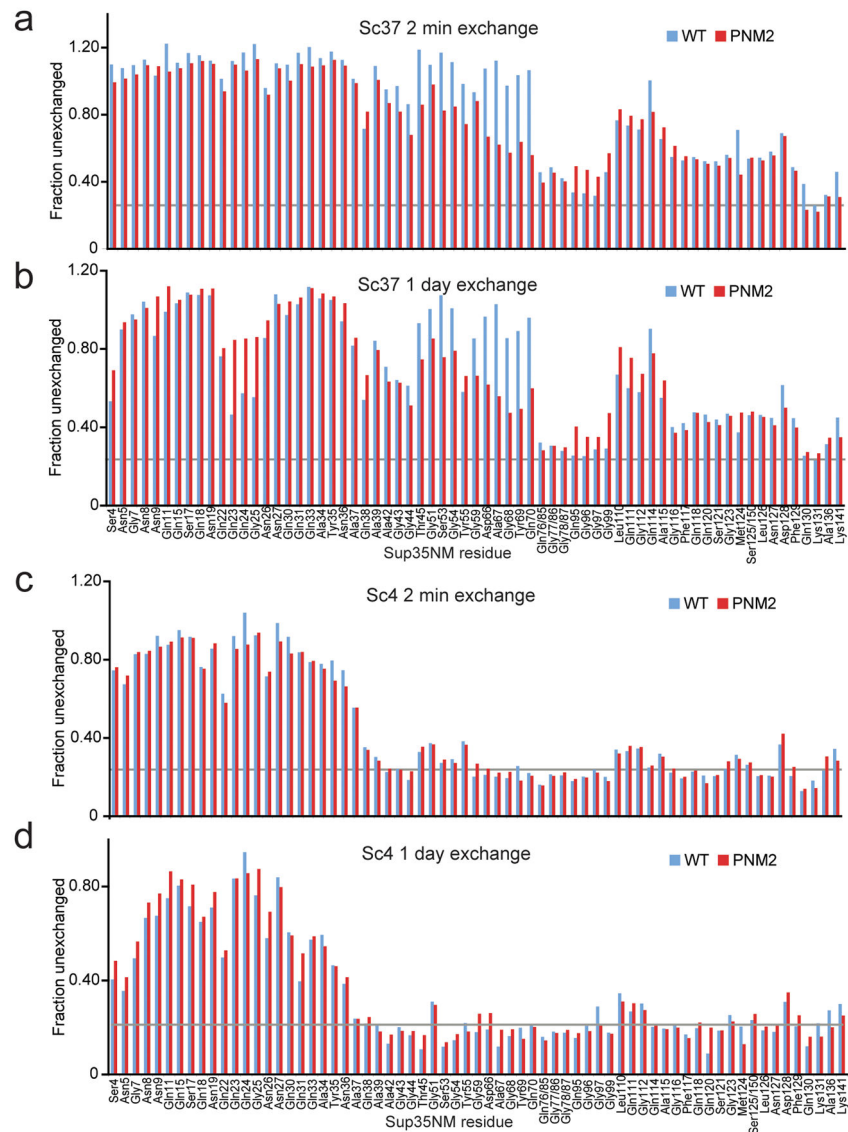 a
Sc37 2 min exchange
WT PNM2
Fraction unexchanged
1.20
0.80
0.40
0
b
Sc37 1 day exchange
WT PNM2
Fraction unexchanged
1.20
0.80
0.40
0
Ser4 Asn5 Gly7 Asn8 Asn9 Gln11 Gln15 Ser17 Gln18 Asn19 Gln22 Gln23 Gln24 Gly25 Asn26 Asn27 Gln30 Gln31 Gln33 Ala34 Tyr35 Asn36 Ala37 Gln38 Ala39 Ala42 Gly43 Gly44 Thr45 Gly51 Ser53 Gly54 Tyr55 Gly59 Asp66 Ala67 Gly68 Tyr69 Gln70 Gln76/85 Gly77/86 Gly78/87 Gln95 Gly96 Gly97 Gly99 Leu110 Gln111 Gly112 Gln114 Ala115 Gly116 Phe117 Gln118 Gln120 Ser121 Gly123 Met124 Ser125/150 Leu126 Asn127 Asp128 Phe129 Gln130 Lys131 Ala136 Lys141
Sup35NM residue
c
Sc4 2 min exchange
WT PNM2
Fraction unexchanged
1.20
0.80
0.40
0
d
Sc4 1 day exchange
WT PNM2
Fraction unexchanged
0.80
0.40
0
Ser4 Asn5 Gly7 Asn8 Asn9 Gln11 Gln15 Ser17 Gln18 Asn19 Gln22 Gln23 Gln24 Gly25 Asn26 Asn27 Gln30 Gln31 Gln33 Ala34 Tyr35 Asn36 Ala37 Gln38 Ala39 Ala42 Gly43 Gly44 Thr45 Gly51 Ser53 Gly54 Tyr55 Gly59 Asp66 Ala67 Gly68 Tyr69 Gln70 Gln76/85 Gly77/86 Gly78/87 Gln95 Gly96 Gly97 Gly99 Leu110 Gln111 Gly112 Gln114 Ala115 Gly116 Phe117 Gln118 Gln120 Ser121 Gly123 Met124 Ser125/150 Leu126 Asn127 Asp128 Phe129 Gln130 Lys131 Ala136 Lys141
Sup35NM residue